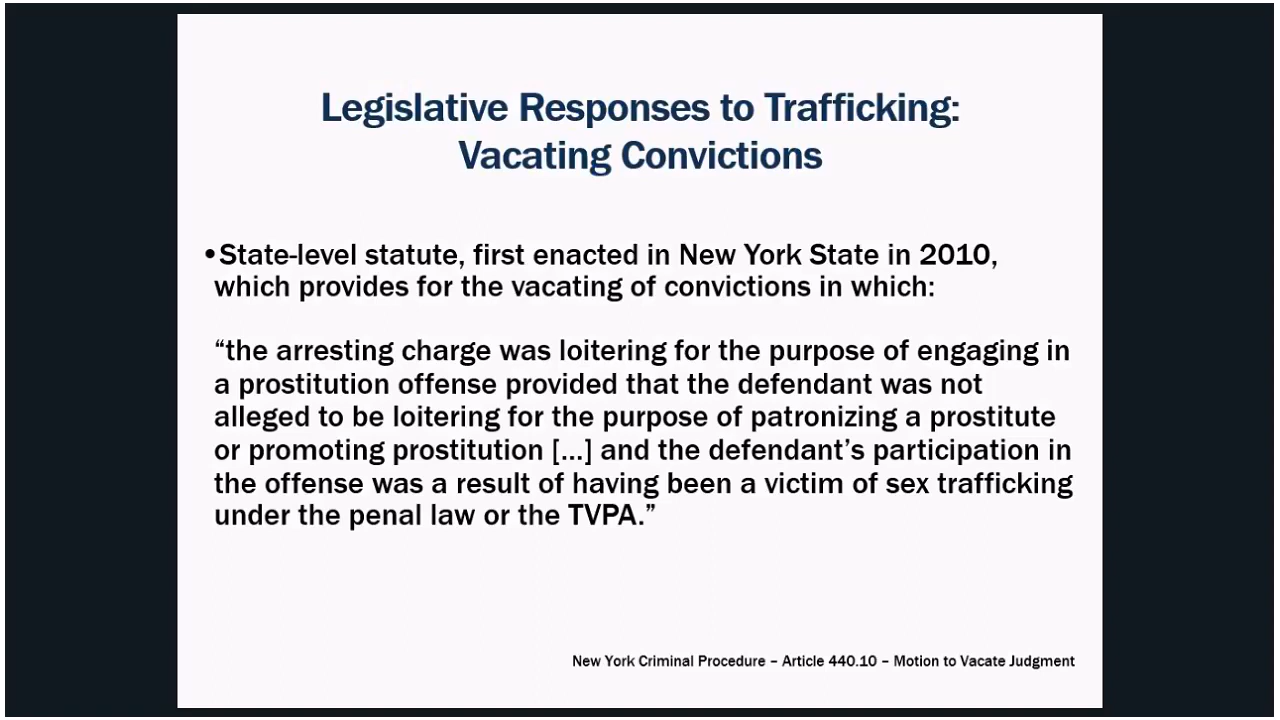 Legislative Responses to Trafficking:
Vacating Convictions
•State-level statute, first enacted in New York State in 2010,
which provides for the vacating of convictions in which:
“the arresting charge was loitering for the purpose of engaging in
a prostitution offense provided that the defendant was not
alleged to be loitering for the purpose of patronizing a prostitute
or promoting prostitution [...] and the defendant’s participation in
the offense was a result of having been a victim of sex trafficking
under the penal law or the TVPA.”
New York Criminal Procedure – Article 440.10 – Motion to Vacate Judgment